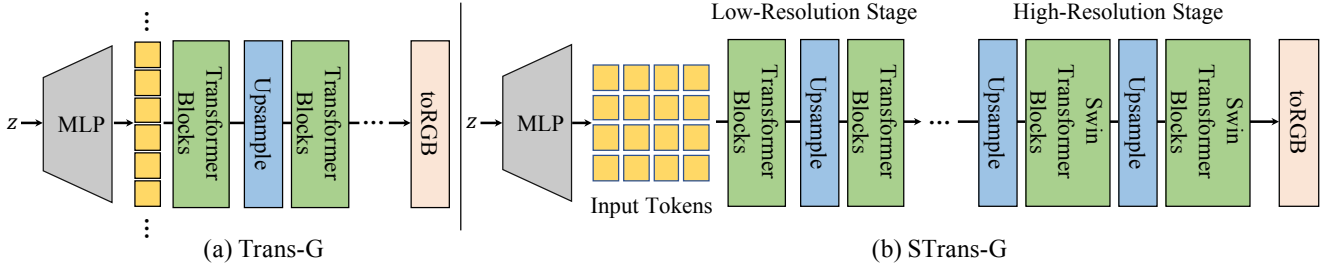 Low-Resolution Stage
High-Resolution Stage
z
MLP
Transformer
Blocks
Upsample
Transformer
Blocks
toRGB
z
MLP
Input Tokens
Transformer
Blocks
Upsample
Transformer
Blocks
Upsample
Swin
Transformer
Blocks
Upsample
Swin
Transformer
Blocks
toRGB
(a) Trans-G
(b) STrans-G